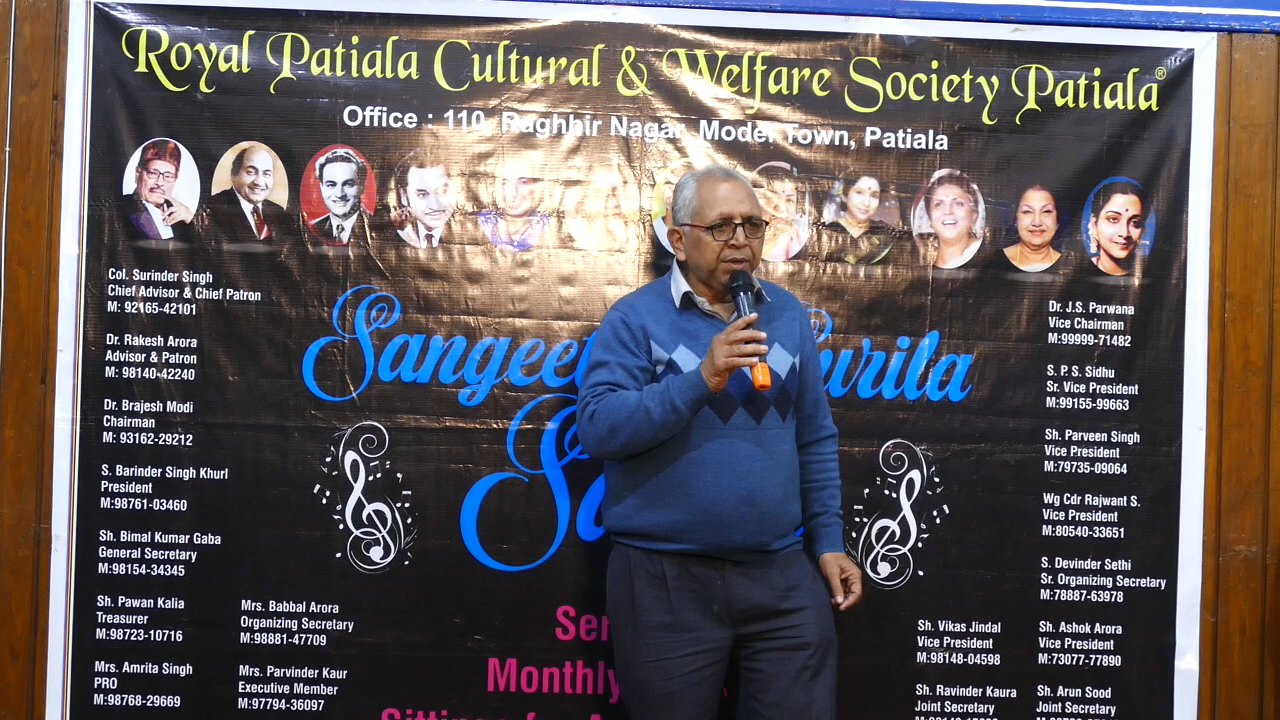 Royal Patiala Cultural & Welfare Society Patiala®
Office : 110, Raghbir Nagar, Model Town, Patiala
Col. Surinder Singh
Chief Advisor & Chief Patron
M: 92165-42101
Dr. Rakesh Arora
Advisor & Patron
M: 98140-42240
Dr. Brajesh Modi
Chairman
M: 93162-29212
S. Barinder Singh Khurl
President
M:98761-03460
Sh. Bimal Kumar Gaba
General Secretary
M:98154-34345
Sh. Pawan Kalia
Treasurer
M:98723-10716
Mrs. Amrita Singh
PRO
M:98768-29669
Mrs. Babbal Arora
Organizing Secretary
M:98881-47709
Mrs. Parvinder Kaur
Executive Member
M:97794-36097
Sangeet Surila
Monthly
Dr. J.S. Parwana
Vice Chairman
M:99999-71482
S. P. S. Sidhu
Sr. Vice President
M:99155-99663
Sh. Parveen Singh
Vice President
M:79735-09064
Wg Cdr Rajwant S.
Vice President
M:80540-33651
S. Devinder Sethi
Sr. Organizing Secretary
M:78887-63978
Sh. Vikas Jindal
Vice President
M:98148-04598
Sh. Ravinder Kaura
Joint Secretary
Sh. Ashok Arora
Vice President
M:73077-77890
Sh. Arun Sood
Joint Secretary